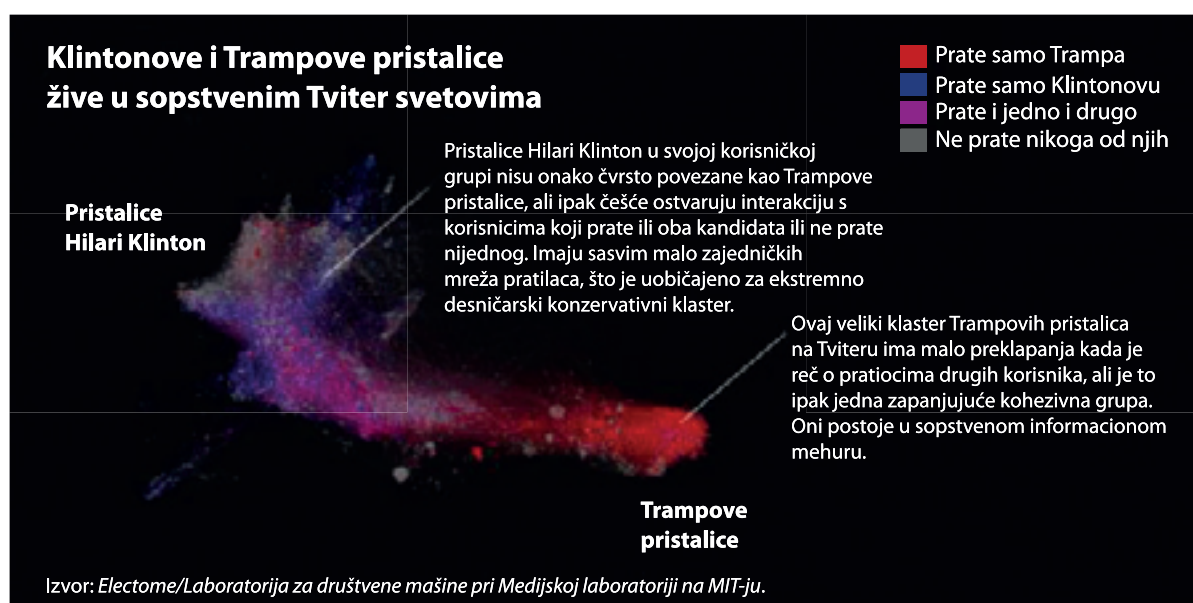 Klintonove i Trampove pristalice
žive u sopstvenim Tviter svetovima
Prate samo Trampa
Prate samo Klintonovu
Prate i jedno i drugo
Ne prate nikoga od njih
Pristalice Hilari Klinton u svojoj korisničkoj
grupi nisu onako čvrsto povezane kao Trampove
pristalice, ali ipak češće ostvaruju interakciju s
korisnicima koji prate ili oba kandidata ili ne prate
nijednog. Imaju sasvim malo zajedničkih
mreža pratilaca, što je uobičajeno za ekstremno
desničarski konzervativni klaster.
Pristalice
Hilari Klinton
Ovaj veliki klaster Trampovih pristalica
na Tviteru ima malo preklapanja kada je
reč o pratiocima drugih korisnika, ali je to
ipak jedna zapanjujuće kohezivna grupa.
Oni postoje u sopstvenom informacionom
mehuru.
Trampove
pristalice
Izvor: Electome/Laboratorija za društvene mašine pri Medijskoj laboratoriji na MIT-ju.